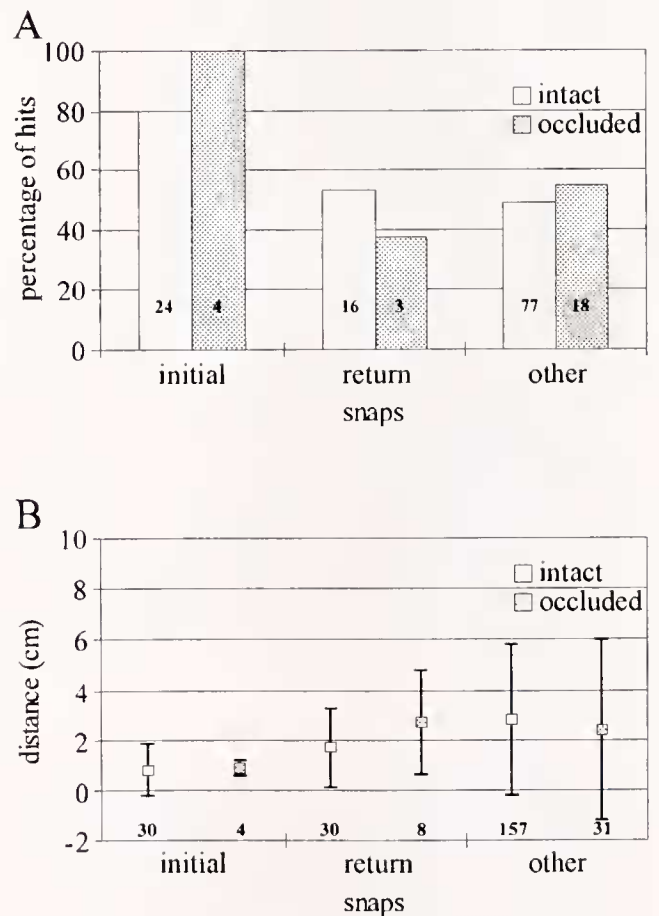 A
100
80
60
40
20
0
percentage of hits
intact
occluded
24 4 16 3 77 18
initial return other
snaps
B
10
8
6
4
2
0
-2
distance (cm)
intact
occluded
30 4 30 8 157 31
initial return other
snaps